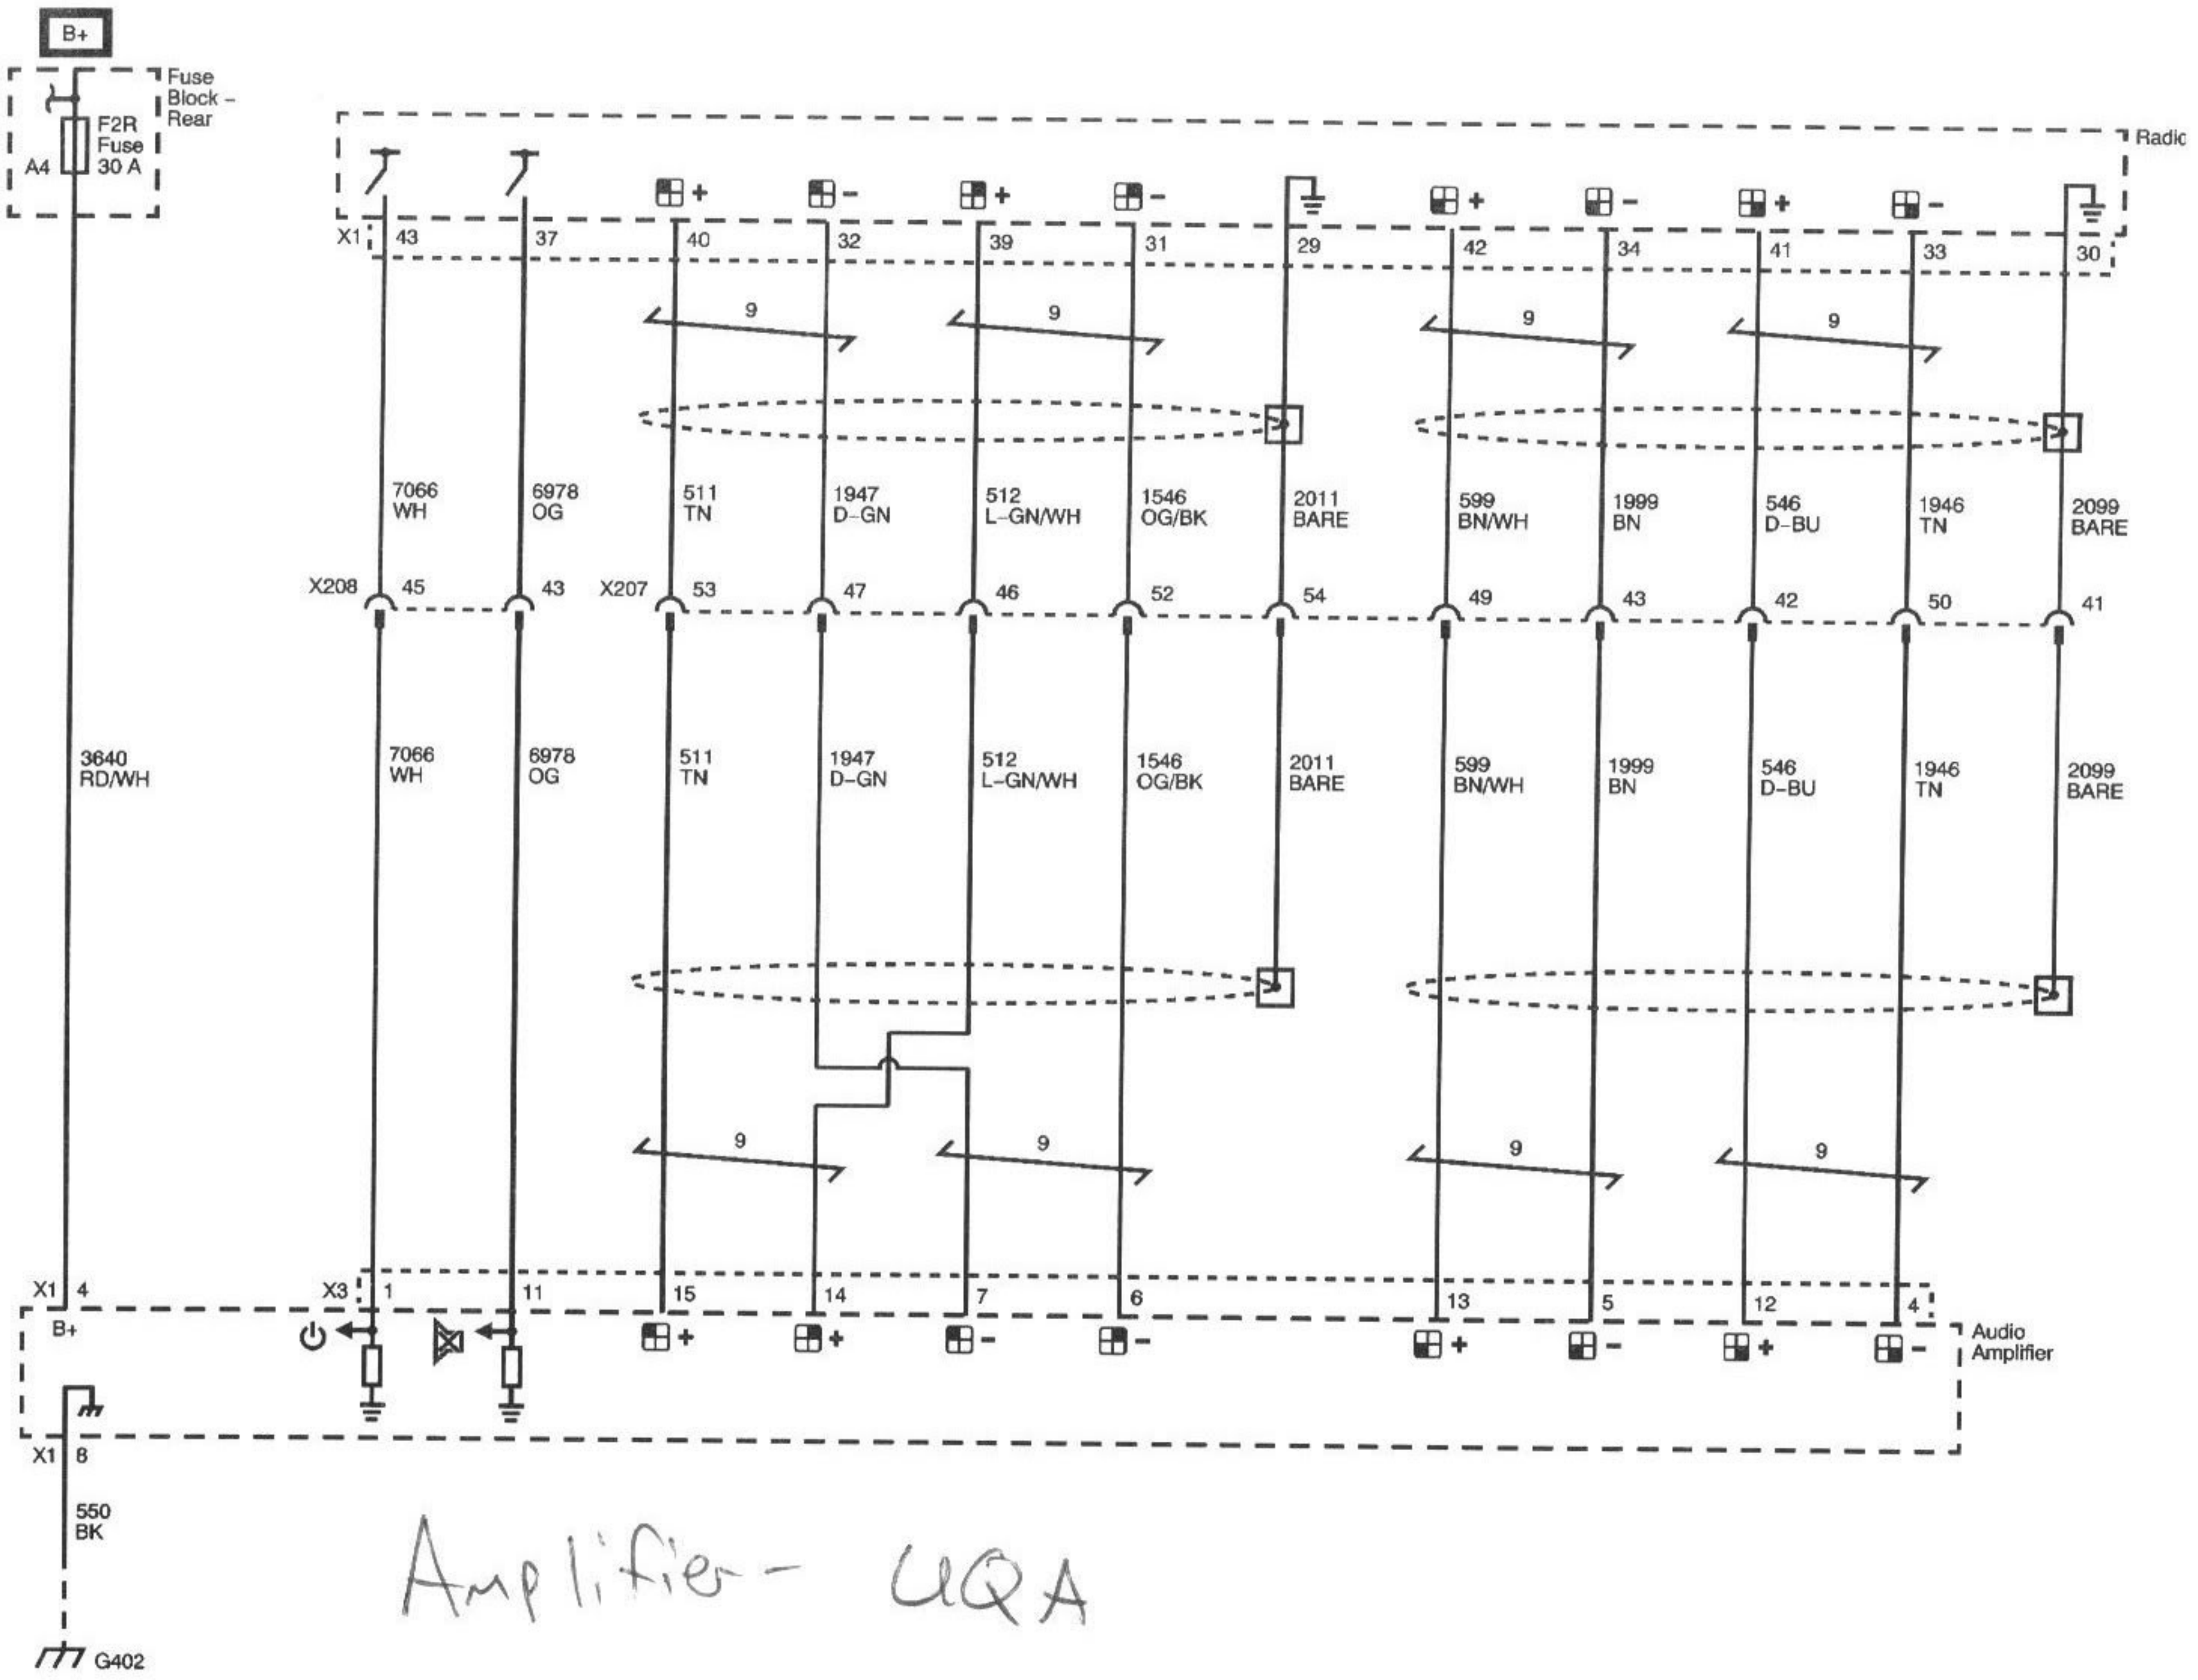 B+
Fuse
Block –
Rear
F2R
Fuse
30 A
A4
Radio
+ − + − + − + −
X1 43 37 40 32 39 31 29 42 34 41 33 30
9 9 9 9
7066 6978 511 1947 512 1546 2011 599 1999 546 1946 2099
WH OG TN D–GN L–GN/WH OG/BK BARE BN/WH BN D–BU TN BARE
X208 45 43 X207 53 47 46 52 54 49 43 42 50 41
3640 7066 6978 511 1947 512 1546 2011 599 1999 546 1946 2099
RD/WH WH OG TN D–GN L–GN/WH OG/BK BARE BN/WH BN D–BU TN BARE
9 9 9 9
X1 4 X3 1 11 15 14 7 6 13 5 12 4
B+ + + − − + − + −
Audio
Amplifier
X1 8
550
BK
Amplifier - UQA
G402